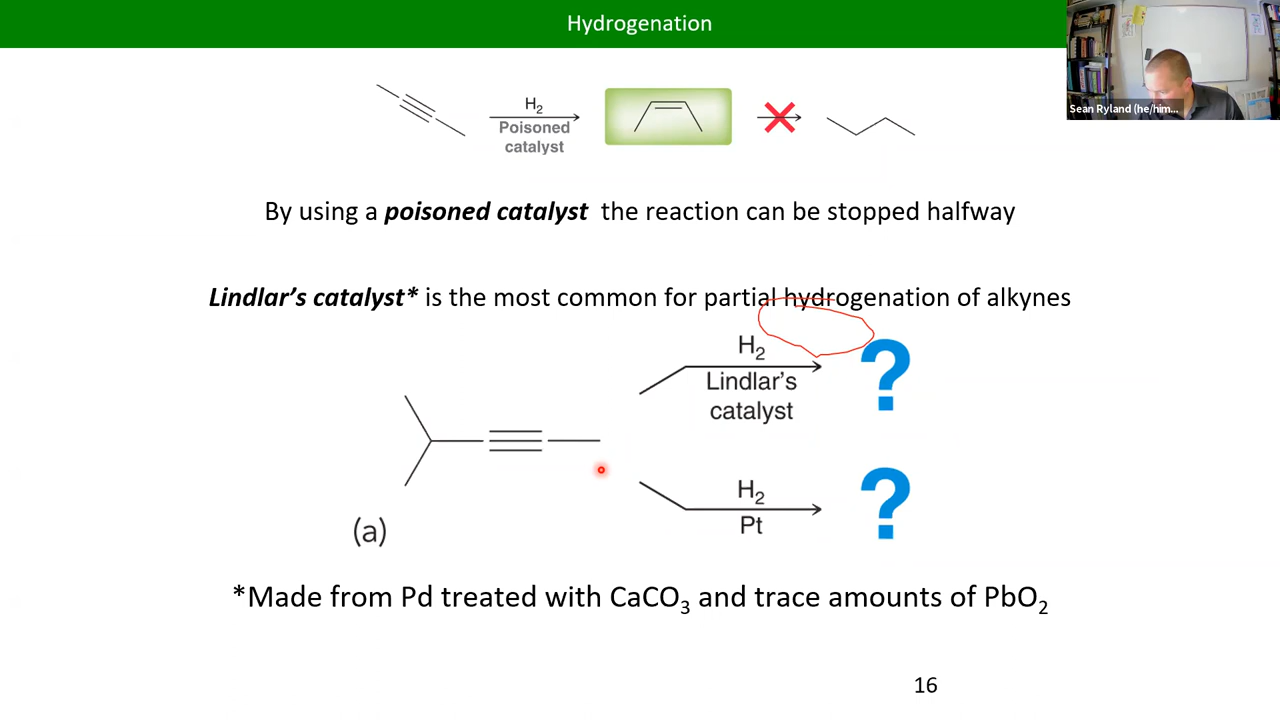 Hydrogenation
Sean Ryland (he/him...
H₂
Poisoned
catalyst
By using a poisoned catalyst the reaction can be stopped halfway
Lindlar’s catalyst* is the most common for partial hydrogenation of alkynes
H₂
Lindlar’s
catalyst
?
H₂
Pt
?
(a)
*Made from Pd treated with CaCO₃ and trace amounts of PbO₂
16